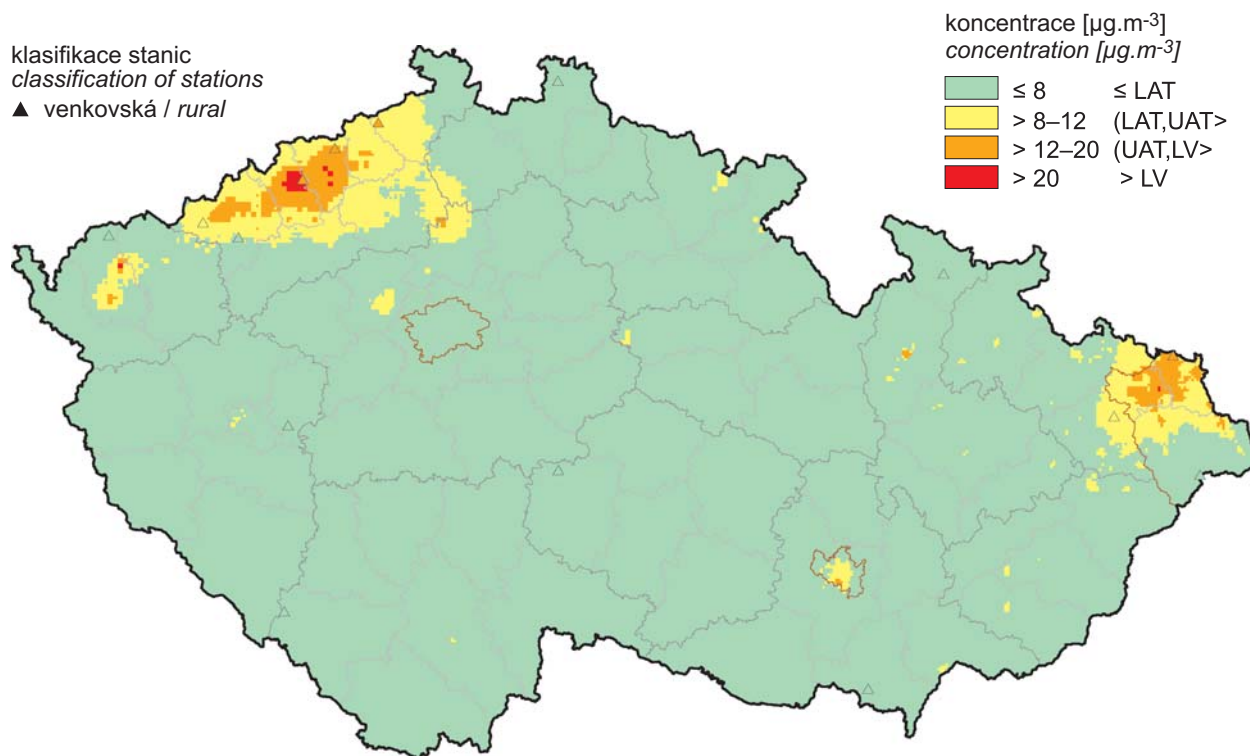 klasifikace stanic
classification of stations
▲ venkovská / rural
koncentrace [µg.m-3]
concentration [µg.m-3]
≤ 8 ≤ LAT
> 8–12 (LAT,UAT>
> 12–20 (UAT,LV>
> 20 > LV